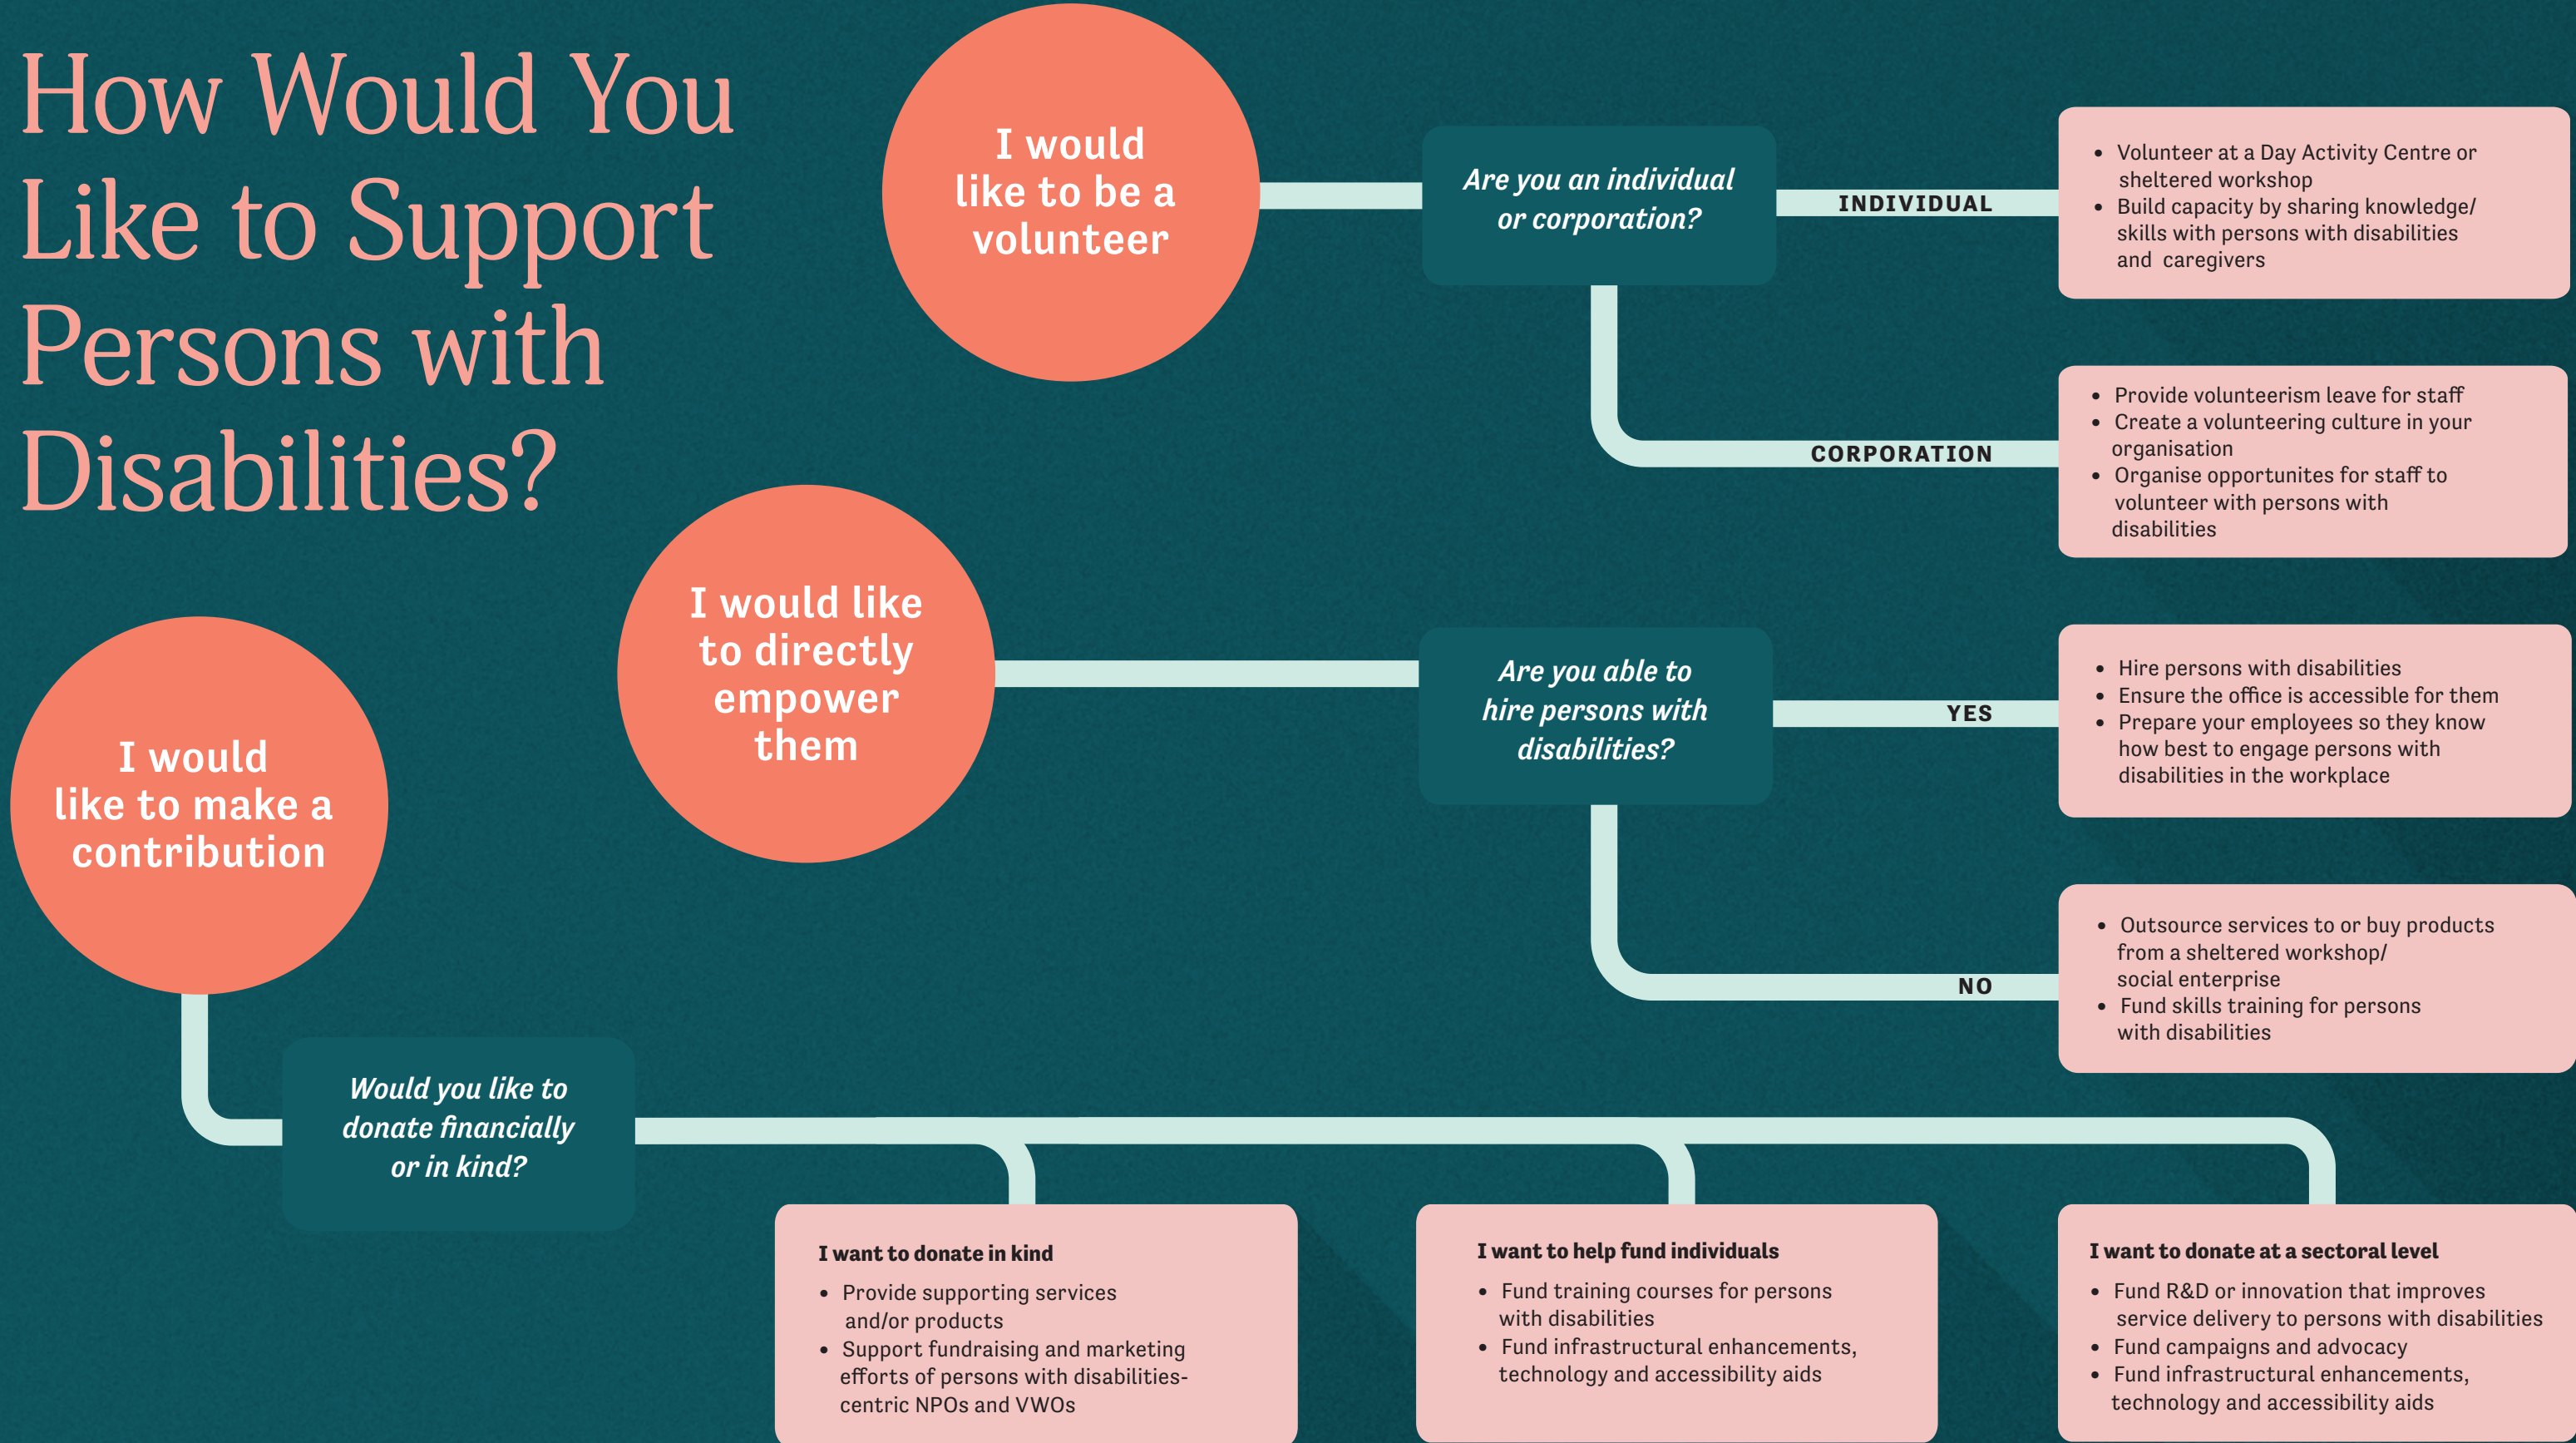 How Would You
Like to Support
Persons with
Disabilities?
I would
like to be a
volunteer
Are you an individual
or corporation?
INDIVIDUAL
• Volunteer at a Day Activity Centre or
sheltered workshop
• Build capacity by sharing knowledge/
skills with persons with disabilities
and caregivers
CORPORATION
• Provide volunteerism leave for staff
• Create a volunteering culture in your
organisation
• Organise opportunites for staff to
volunteer with persons with
disabilities
I would like
to directly
empower
them
Are you able to
hire persons with
disabilities?
YES
• Hire persons with disabilities
• Ensure the office is accessible for them
• Prepare your employees so they know
how best to engage persons with
disabilities in the workplace
NO
• Outsource services to or buy products
from a sheltered workshop/
social enterprise
• Fund skills training for persons
with disabilities
I would
like to make a
contribution
Would you like to
donate financially
or in kind?
I want to donate in kind
• Provide supporting services
and/or products
• Support fundraising and marketing
efforts of persons with disabilities-
centric NPOs and VWOs
I want to help fund individuals
• Fund training courses for persons
with disabilities
• Fund infrastructural enhancements,
technology and accessibility aids
I want to donate at a sectoral level
• Fund R&D or innovation that improves
service delivery to persons with disabilities
• Fund campaigns and advocacy
• Fund infrastructural enhancements,
technology and accessibility aids